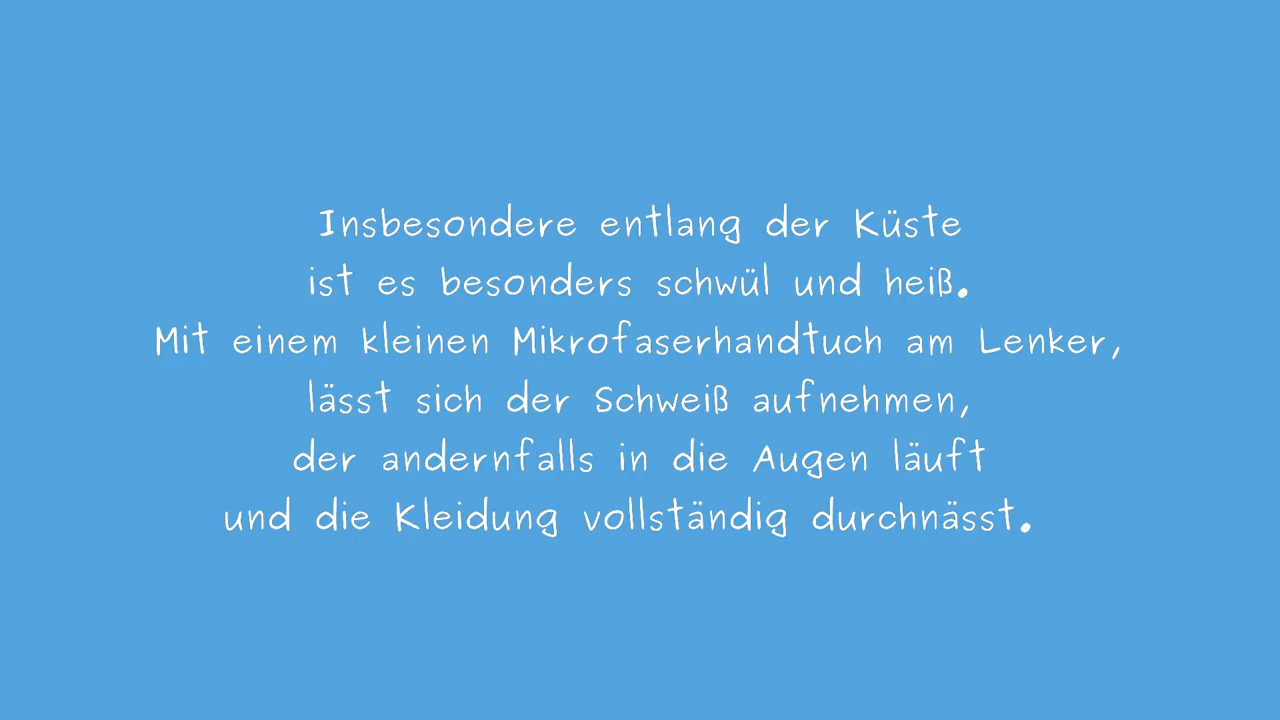 Insbesondere entlang der Küste
ist es besonders schwül und heiß.
Mit einem kleinen Mikrofaserhandtuch am Lenker,
lässt sich der Schweiß aufnehmen,
der andernfalls in die Augen läuft
und die Kleidung vollständig durchnässt.